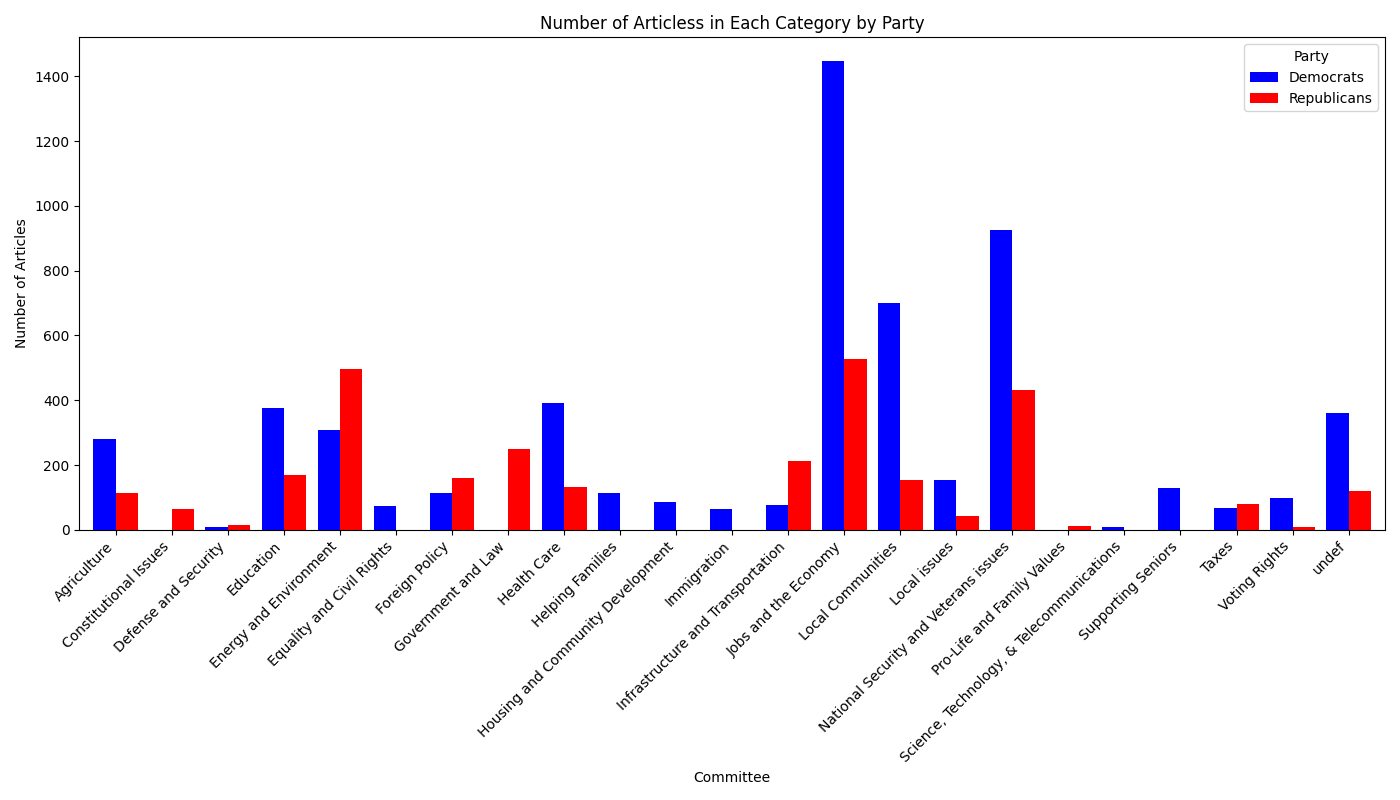 Number of Articless in Each Category by Party
Party
Democrats
Republicans
Number of Articles
1400
1200
1000
800
600
400
200
0
Agriculture
Constitutional Issues
Defense and Security
Education
Energy and Environment
Equality and Civil Rights
Foreign Policy
Government and Law
Health Care
Helping Families
Housing and Community Development
Immigration
Infrastructure and Transportation
Jobs and the Economy
Local Communities
Local issues
National Security and Veterans issues
Pro-Life and Family Values
Science, Technology, & Telecommunications
Supporting Seniors
Taxes
Voting Rights
undef
Committee